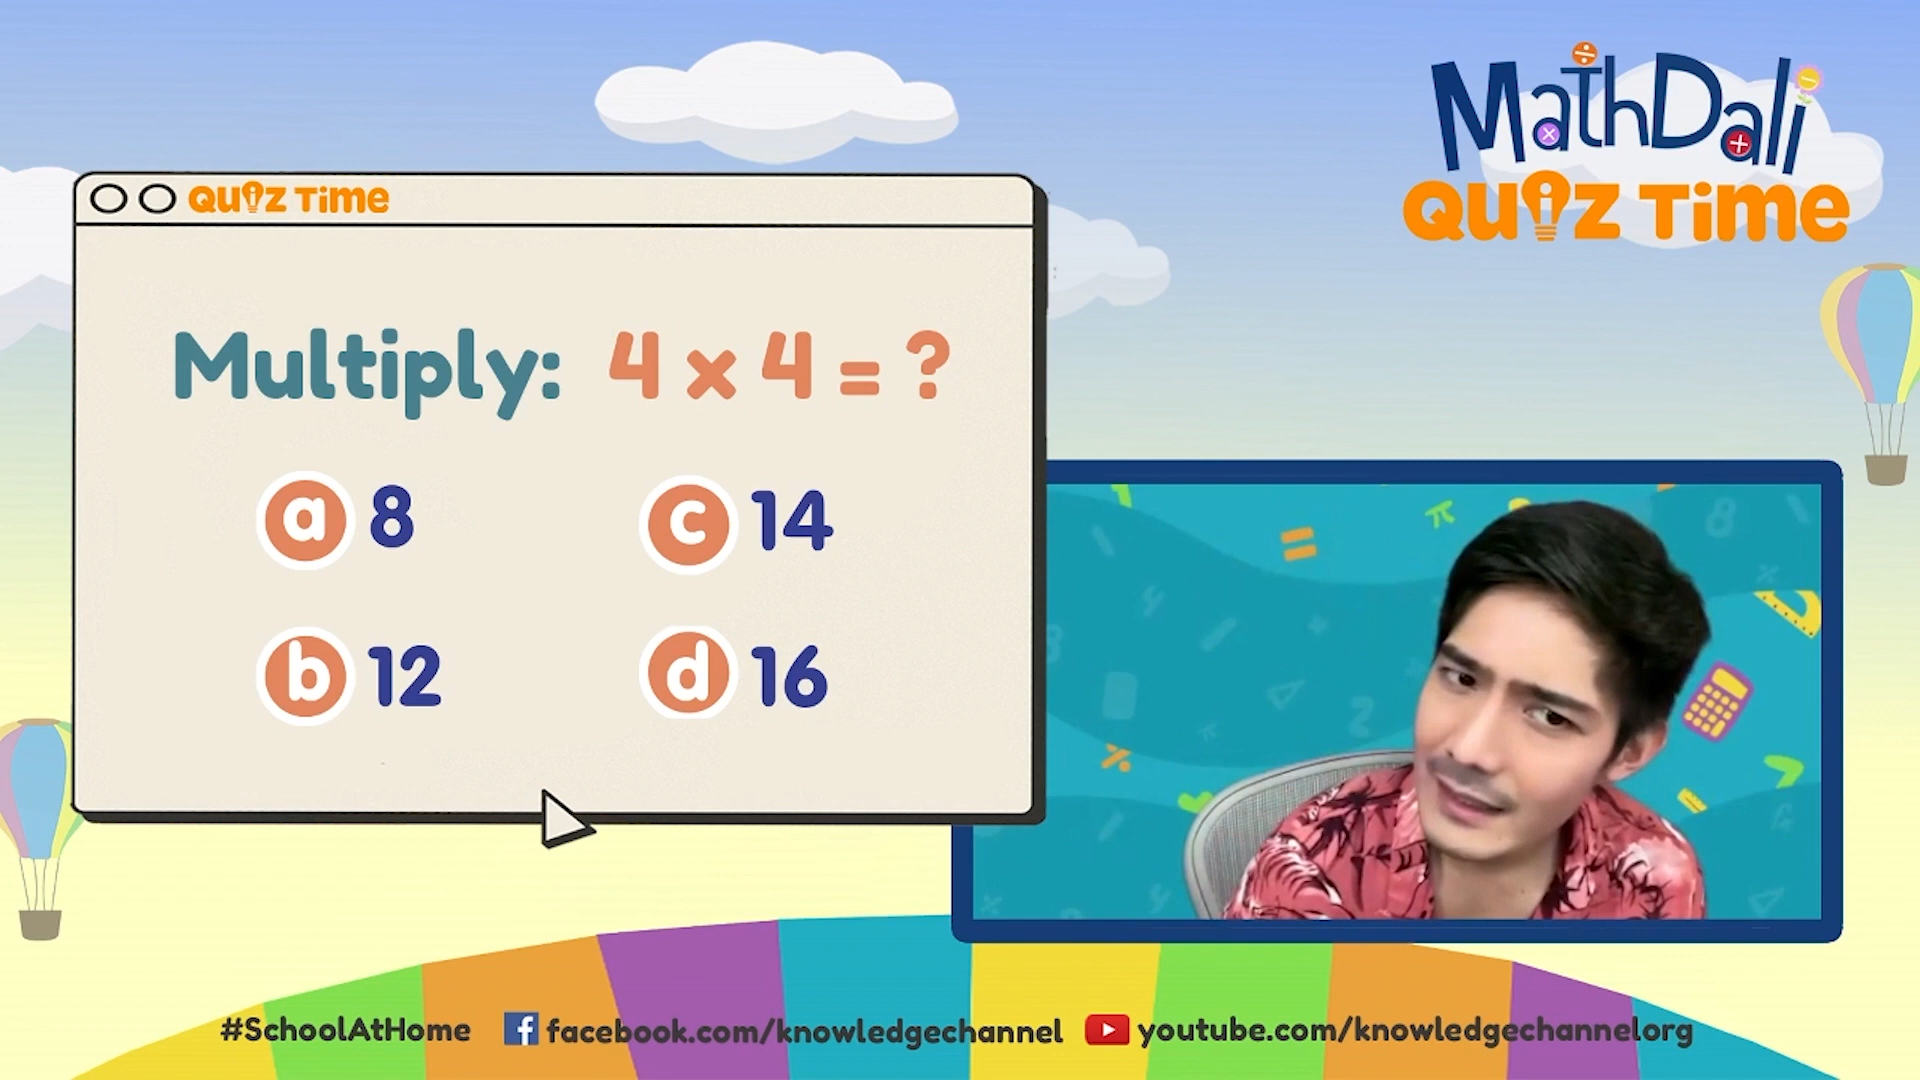 MathDali
Quiz Time
Quiz Time
Multiply: 4 × 4 = ?
a 8
c 14
b 12
d 16
#SchoolAtHome facebook.com/knowledgechannel youtube.com/knowledgechannelorg